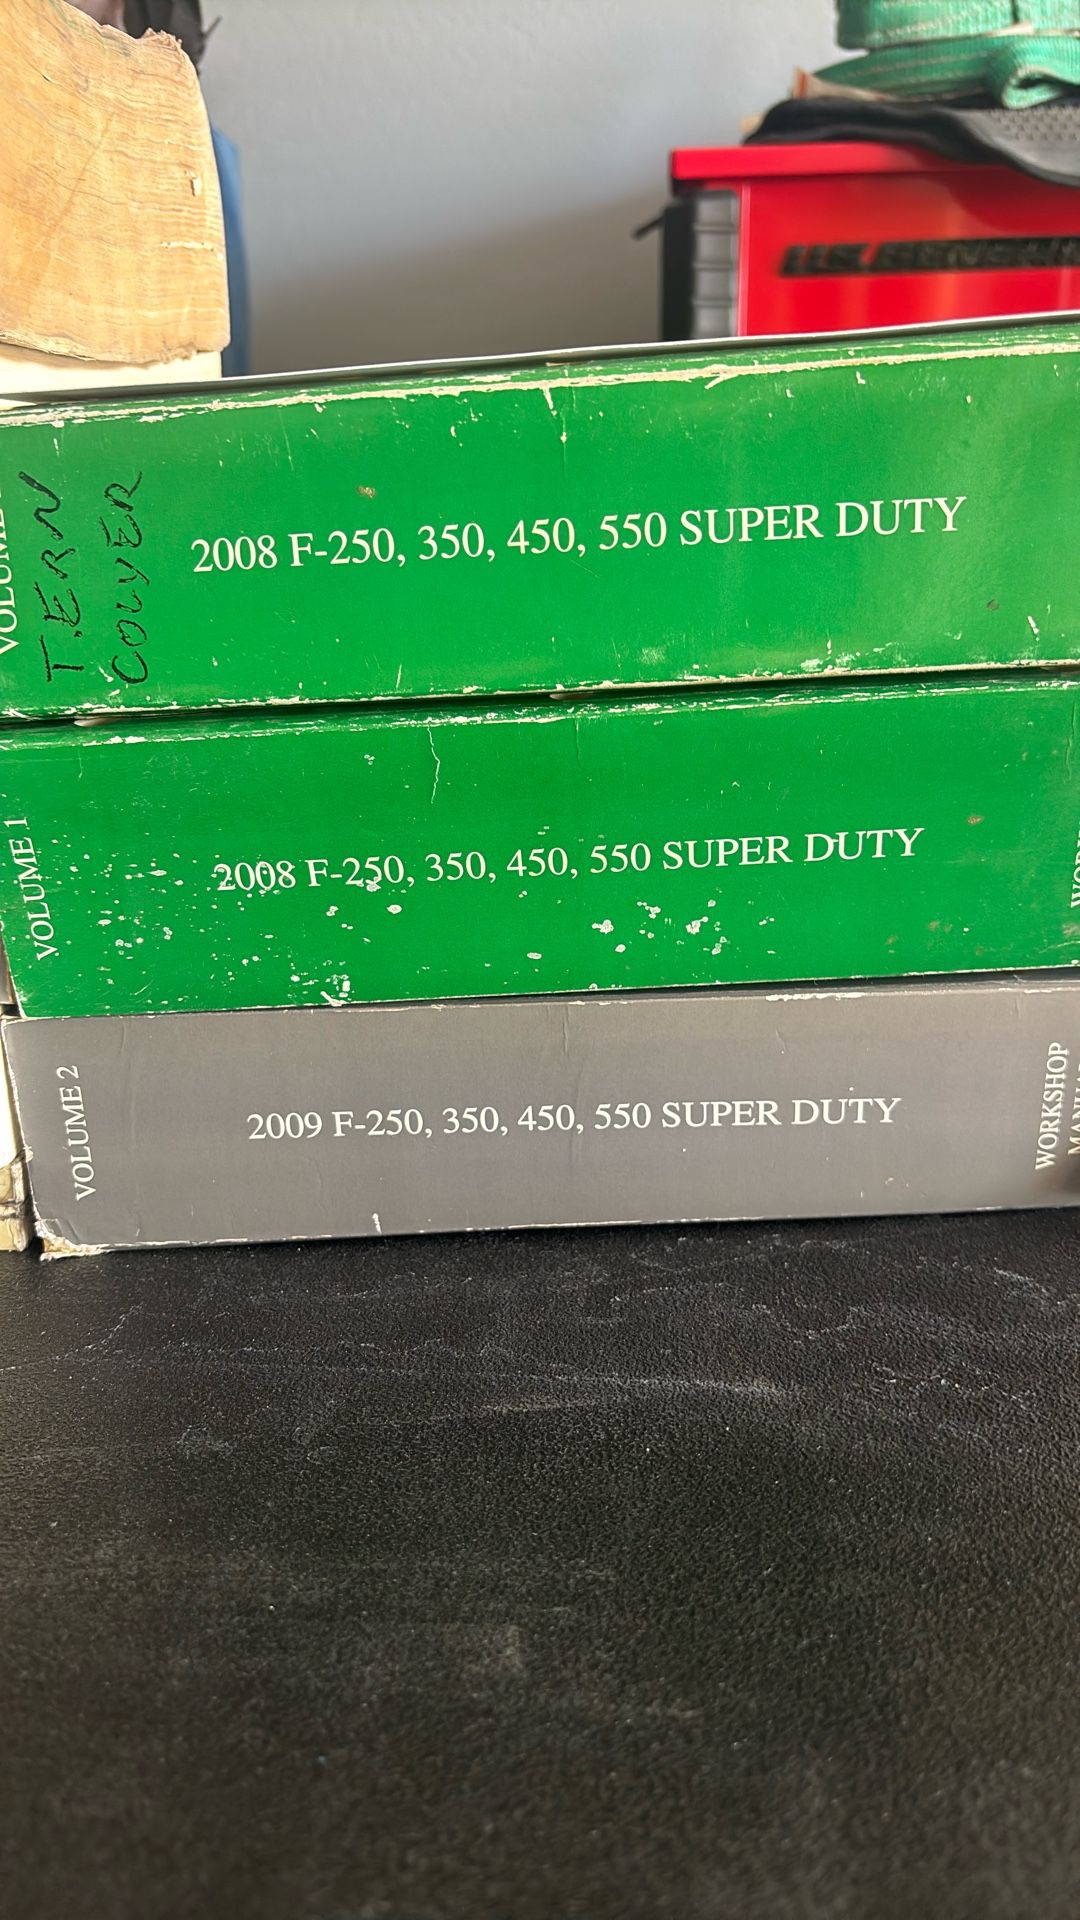 VOLUME
T.ERN
COLYER
2008 F-250, 350, 450, 550 SUPER DUTY
VOLUME 1
2008 F-250, 350, 450, 550 SUPER DUTY
VOLUME 2
2009 F-250, 350, 450, 550 SUPER DUTY
WORKSHOP
U.S. GENERAL